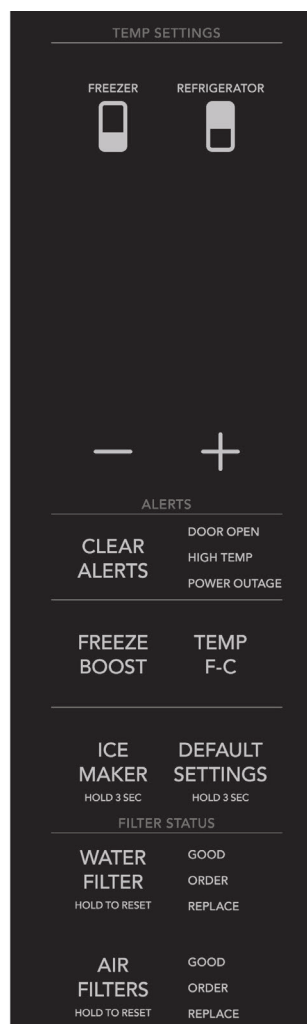 TEMP SETTINGS
FREEZER REFRIGERATOR
— +
ALERTS
CLEAR
ALERTS
DOOR OPEN
HIGH TEMP
POWER OUTAGE
FREEZE
BOOST
TEMP
F-C
ICE
MAKER
HOLD 3 SEC
DEFAULT
SETTINGS
HOLD 3 SEC
FILTER STATUS
WATER
FILTER
HOLD TO RESET
GOOD
ORDER
REPLACE
AIR
FILTERS
HOLD TO RESET
GOOD
ORDER
REPLACE